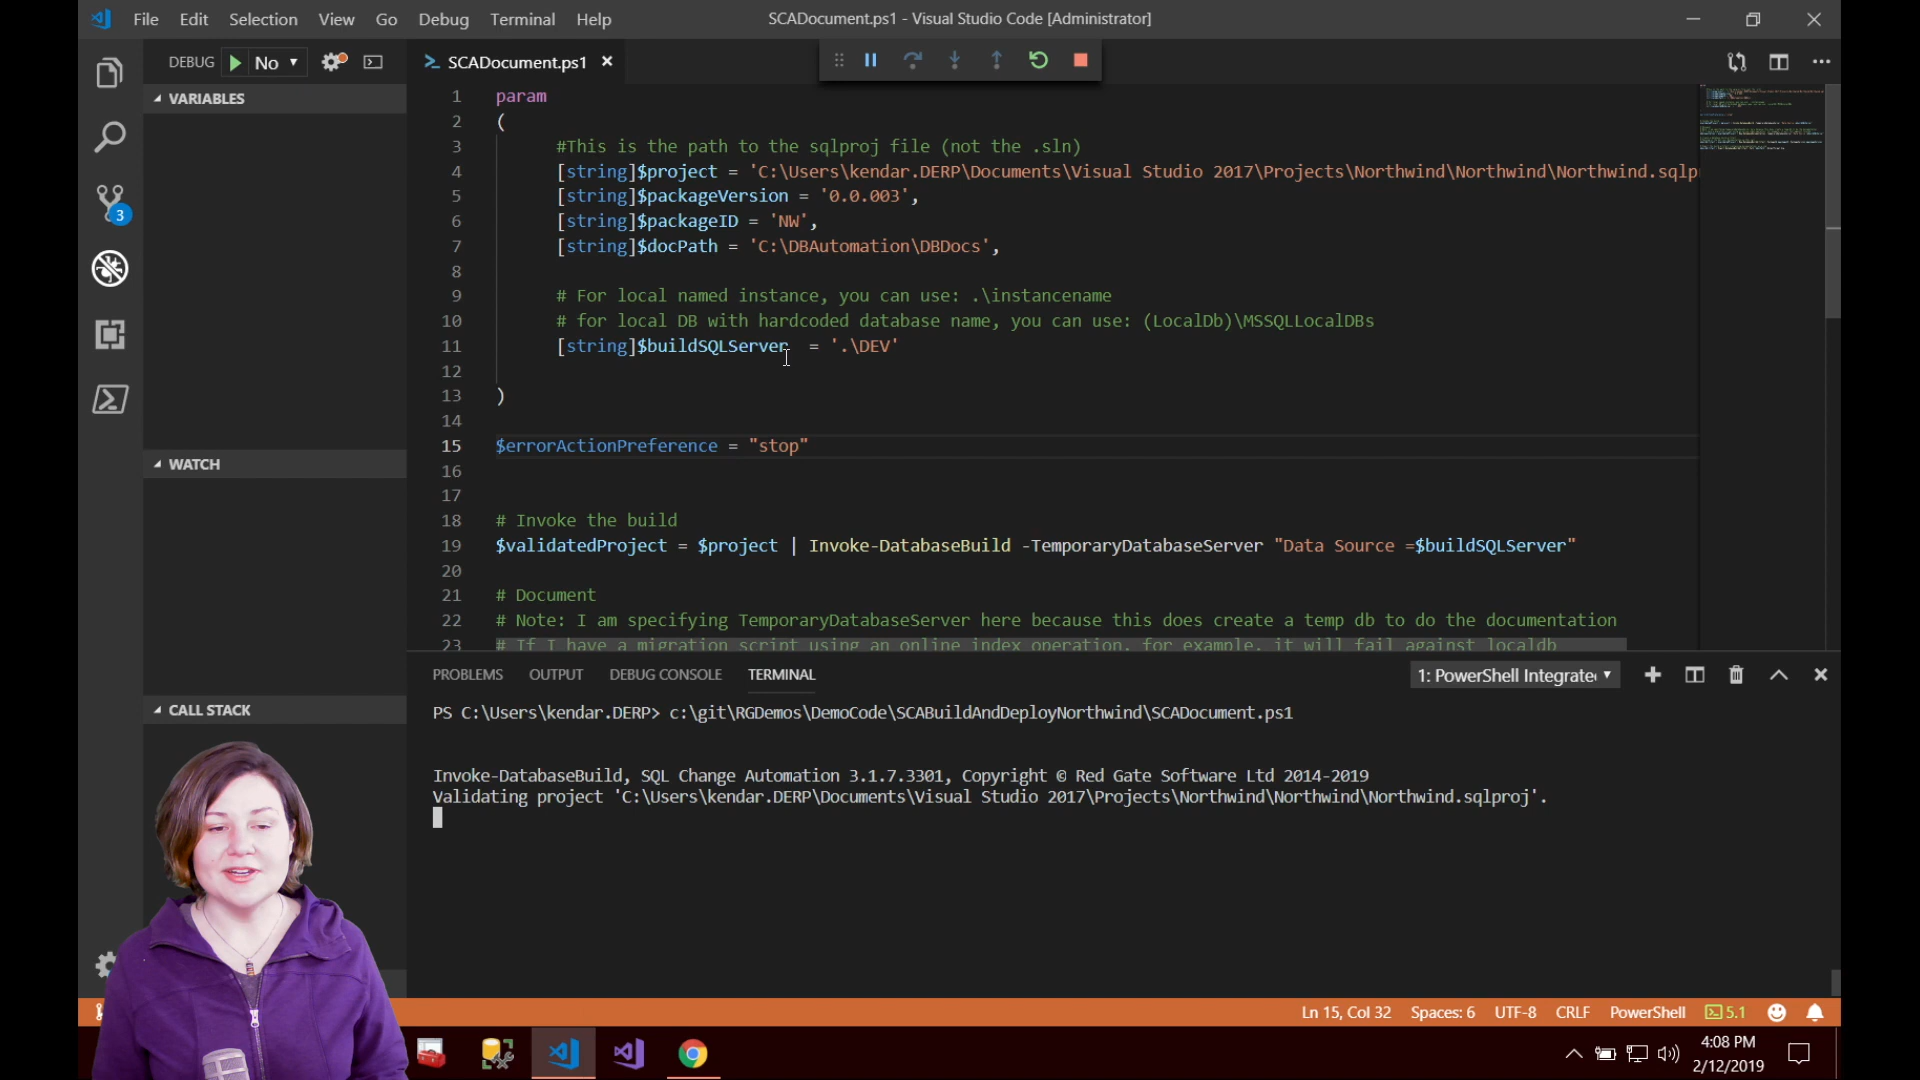 File Edit Selection View Go Debug Terminal Help
SCADocument.ps1 - Visual Studio Code [Administrator]
DEBUG No
SCADocument.ps1
VARIABLES
WATCH
CALL STACK
3
1 param
2 (
3 #This is the path to the sqlproj file (not the .sln)
4 [string]$project = 'C:\Users\kendar.DERP\Documents\Visual Studio 2017\Projects\Northwind\Northwind\Northwind.sqlp
5 [string]$packageVersion = '0.0.003',
6 [string]$packageID = 'NW',
7 [string]$docPath = 'C:\DBAutomation\DBDocs',
8
9 # For local named instance, you can use: .\instancename
10 # for local DB with hardcoded database name, you can use: (LocalDb)\MSSQLLocalDBs
11 [string]$buildSQLServer = '.\DEV'
12
13 )
14
15 $errorActionPreference = "stop"
16
17
18 # Invoke the build
19 $validatedProject = $project | Invoke-DatabaseBuild -TemporaryDatabaseServer "Data Source =$buildSQLServer"
20
21 # Document
22 # Note: I am specifying TemporaryDatabaseServer here because this does create a temp db to do the documentation
23 # If I have a migration script using an online index operation, for example, it will fail against localdb
PROBLEMS OUTPUT DEBUG CONSOLE TERMINAL
1: PowerShell Integrate
PS C:\Users\kendar.DERP> c:\git\RGDemos\DemoCode\SCABuildAndDeployNorthwind\SCADocument.ps1
Invoke-DatabaseBuild, SQL Change Automation 3.1.7.3301, Copyright © Red Gate Software Ltd 2014-2019
Validating project 'C:\Users\kendar.DERP\Documents\Visual Studio 2017\Projects\Northwind\Northwind\Northwind.sqlproj'.
Ln 15, Col 32 Spaces: 6 UTF-8 CRLF PowerShell 5.1
4:08 PM
2/12/2019